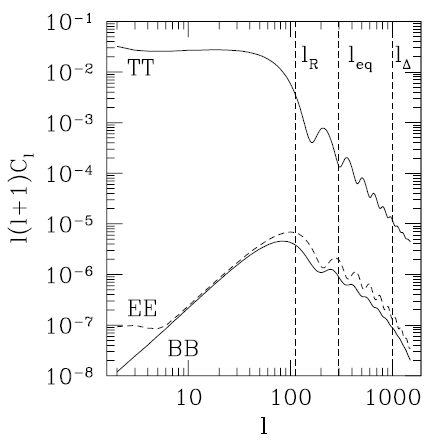 10⁻¹
10⁻²
10⁻³
10⁻⁴
10⁻⁵
10⁻⁶
10⁻⁷
10⁻⁸
l(l+1)Cₗ
TT
l_R
l_eq
l_Δ
EE
BB
10 100 1000
l